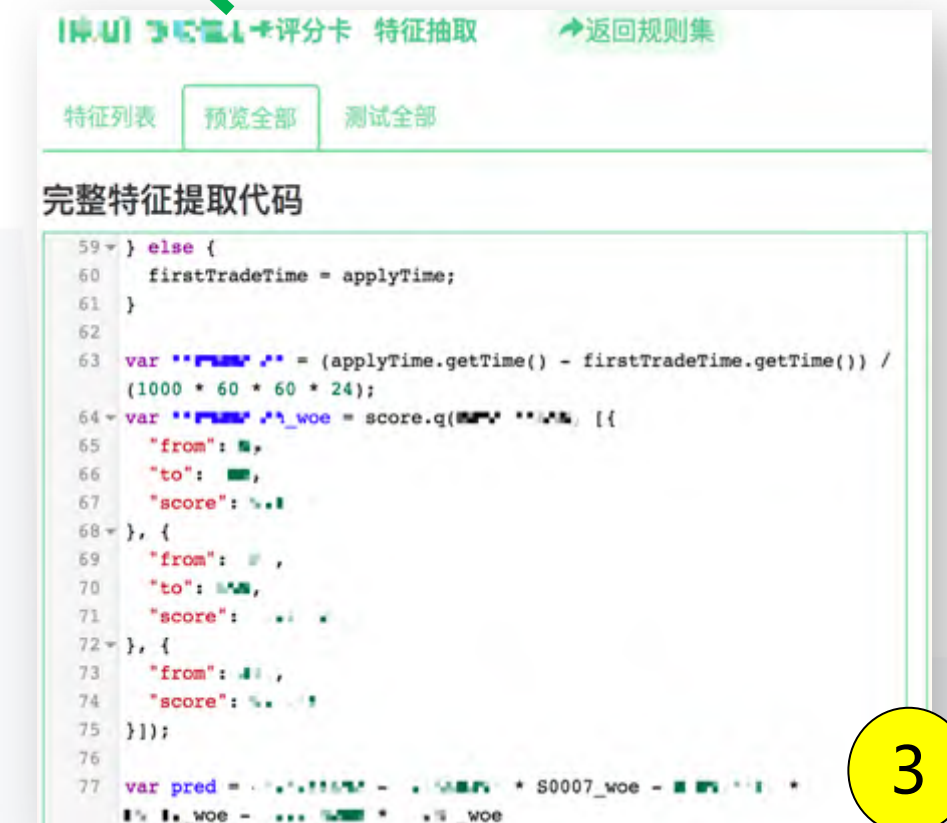 评分卡 特征抽取 返回规则集
特征列表 预览全部 测试全部
完整特征提取代码
59 } else {
60 firstTradeTime = applyTime;
61 }
62
63 var = (applyTime.getTime() - firstTradeTime.getTime()) /
(1000 * 60 * 60 * 24);
64 var _woe = score.q( [{
65 "from": ,
66 "to": ,
67 "score":
68 }, {
69 "from": ,
70 "to": ,
71 "score":
72 }, {
73 "from": ,
74 "score":
75 }]);
76
77 var pred = - * S0007_woe - *
_woe - * _woe
3